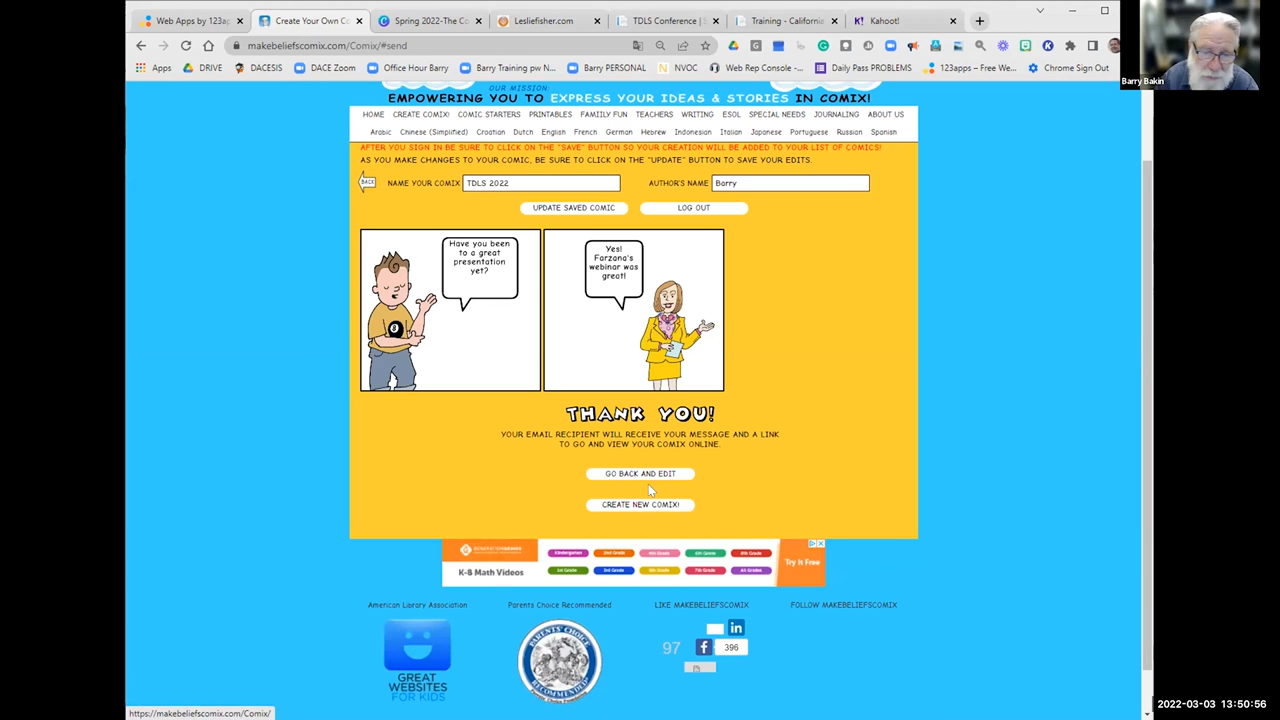 Web Apps by 123ap
Create Your Own Co
Spring 2022-The Co
Lesliefisher.com
TDLS Conference |
Training - California
Kahoot!
makebeliefscomix.com/Comix/#send
Apps
DRIVE
DACESIS
DACE Zoom
Office Hour Barry
Barry Training pw N...
Barry PERSONAL
NVOC
Web Rep Console -...
Daily Pass PROBLEMS
123apps – Free We...
Chrome Sign Out
Barry Bakin
OUR MISSION:
EMPOWERING YOU TO EXPRESS YOUR IDEAS & STORIES IN COMIX!
HOME CREATE COMIX! COMIC STARTERS PRINTABLES FAMILY FUN TEACHERS WRITING ESOL SPECIAL NEEDS JOURNALING ABOUT US
Arabic Chinese (Simplified) Croatian Dutch English French German Hebrew Indonesian Italian Japanese Portuguese Russian Spanish
AFTER YOU SIGN IN BE SURE TO CLICK ON THE "SAVE" BUTTON SO YOUR CREATION WILL BE ADDED TO YOUR LIST OF COMICS!
AS YOU MAKE CHANGES TO YOUR COMIC, BE SURE TO CLICK ON THE "UPDATE" BUTTON TO SAVE YOUR EDITS.
BACK
NAME YOUR COMIX TDLS 2022
AUTHOR'S NAME Barry
UPDATE SAVED COMIC
LOG OUT
Have you been
to a great
presentation
yet?
8
Yes!
Farzana's
webinar was
great!
THANK YOU!
YOUR EMAIL RECIPIENT WILL RECEIVE YOUR MESSAGE AND A LINK
TO GO AND VIEW YOUR COMIX ONLINE.
GO BACK AND EDIT
CREATE NEW COMIX!
K-8 Math Videos
Kindergarten
Try It Free
American Library Association
Parents Choice Recommended
LIKE MAKEBELIEFSCOMIX
FOLLOW MAKEBELIEFSCOMIX
GREAT
WEBSITES
FOR KIDS
PARENTS' CHOICE
RECOMMENDED
97
in
f
396
https://makebeliefscomix.com/Comix/
2022-03-03 13:50:56